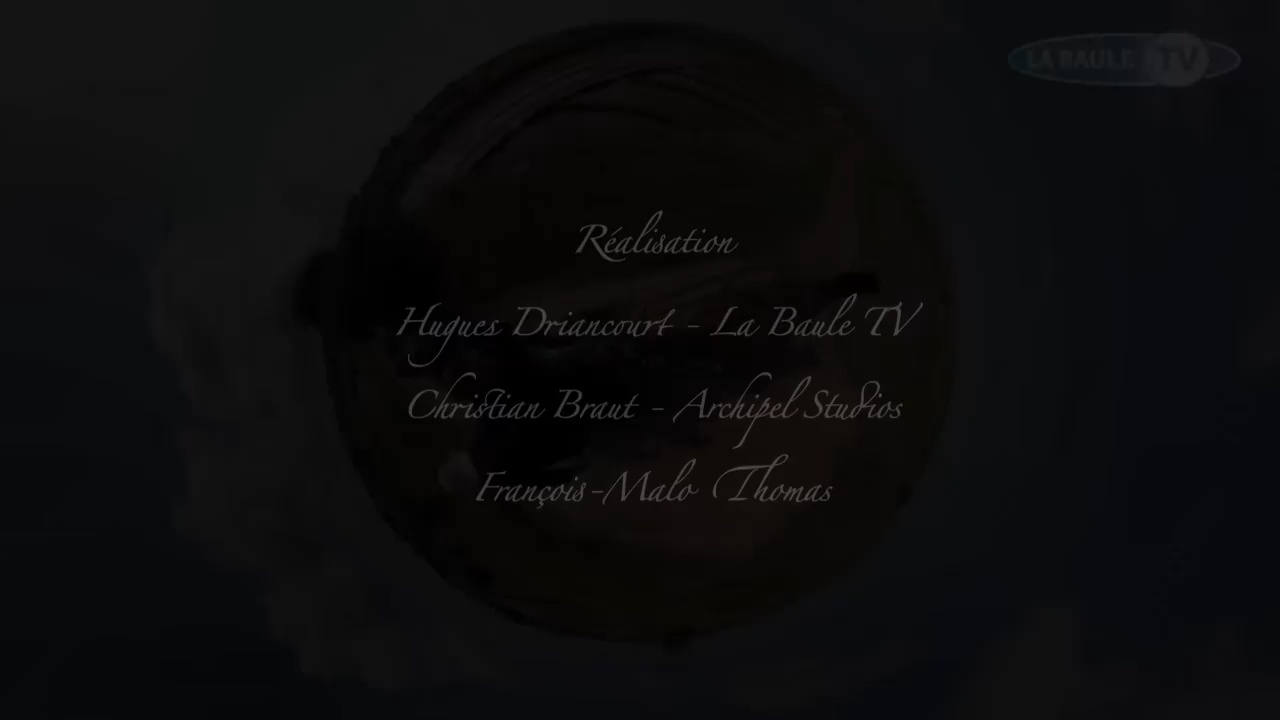 LA BAULE TV
Réalisation
Hugues Driancourt - La Baule TV
Christian Braut - Archipel Studios
François-Malo Thomas